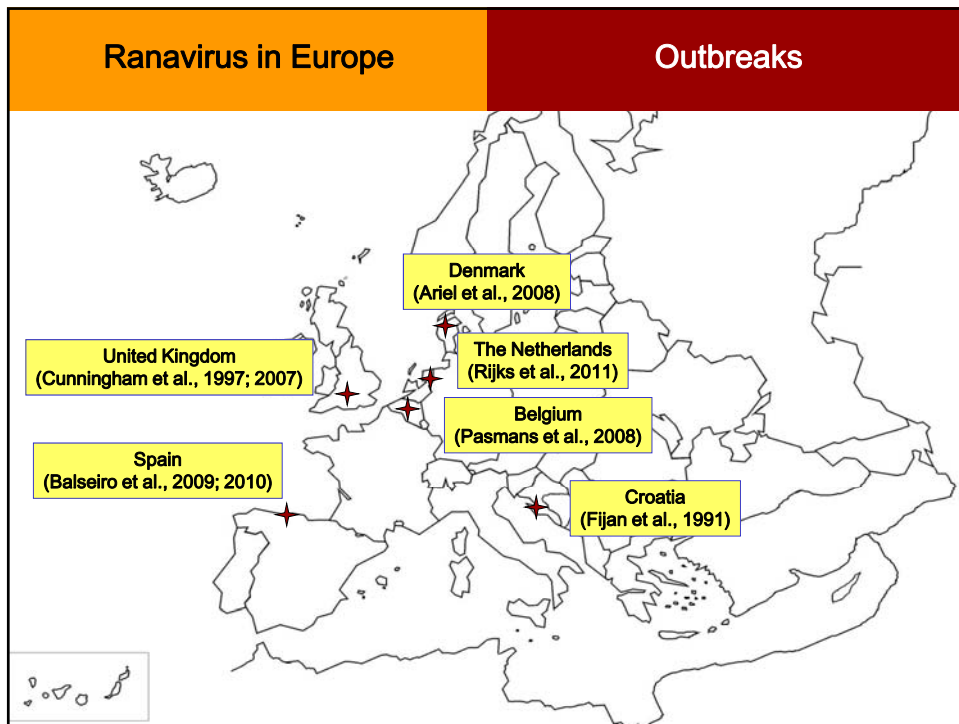 Ranavirus in Europe
Outbreaks
Denmark
(Ariel et al., 2008)
United Kingdom
(Cunningham et al., 1997; 2007)
The Netherlands
(Rijks et al., 2011)
Belgium
(Pasmans et al., 2008)
Spain
(Balseiro et al., 2009; 2010)
Croatia
(Fijan et al., 1991)